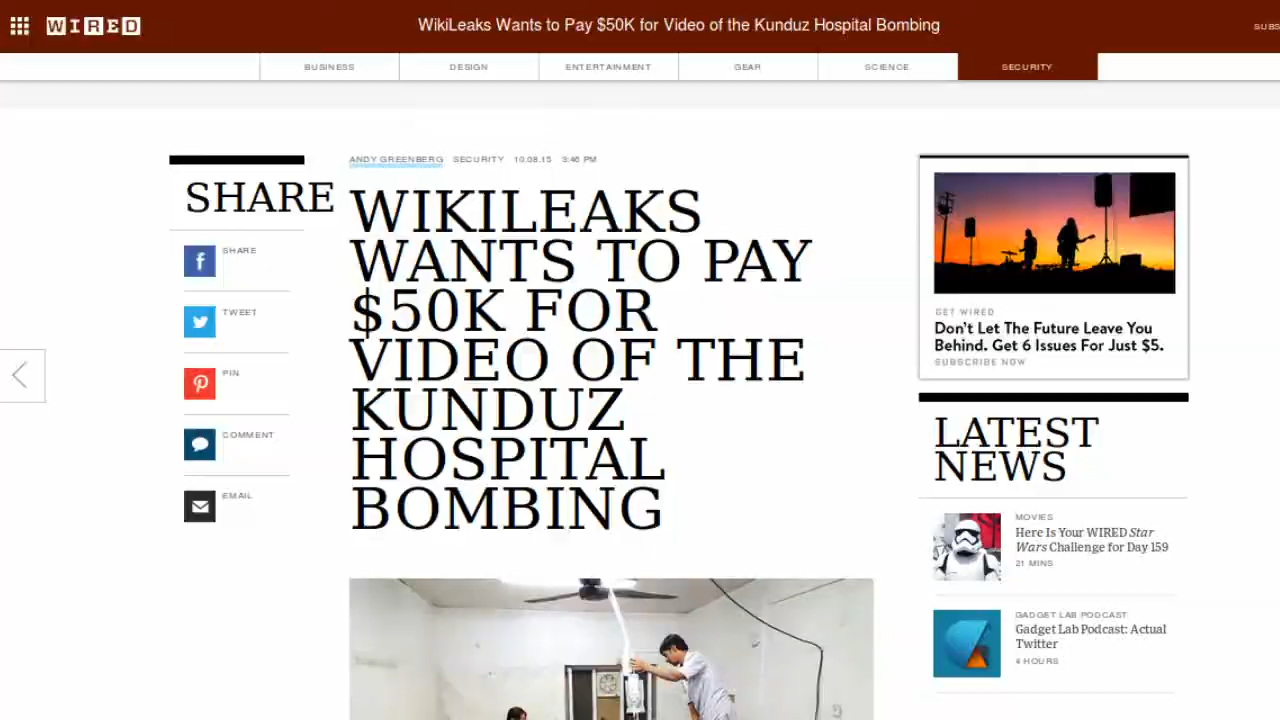 WIRED
WikiLeaks Wants to Pay $50K for Video of the Kunduz Hospital Bombing
SUBS
BUSINESS
DESIGN
ENTERTAINMENT
GEAR
SCIENCE
SECURITY
SHARE
SHARE
TWEET
PIN
COMMENT
EMAIL
ANDY GREENBERG SECURITY 10.08.15 3:46 PM
WIKILEAKS
WANTS TO PAY
$50K FOR
VIDEO OF THE
KUNDUZ
HOSPITAL
BOMBING
GET WIRED
Don't Let The Future Leave You
Behind. Get 6 Issues For Just $5.
SUBSCRIBE NOW
LATEST
NEWS
MOVIES
Here Is Your WIRED Star
Wars Challenge for Day 159
21 MINS
GADGET LAB PODCAST
Gadget Lab Podcast: Actual
Twitter
4 HOURS